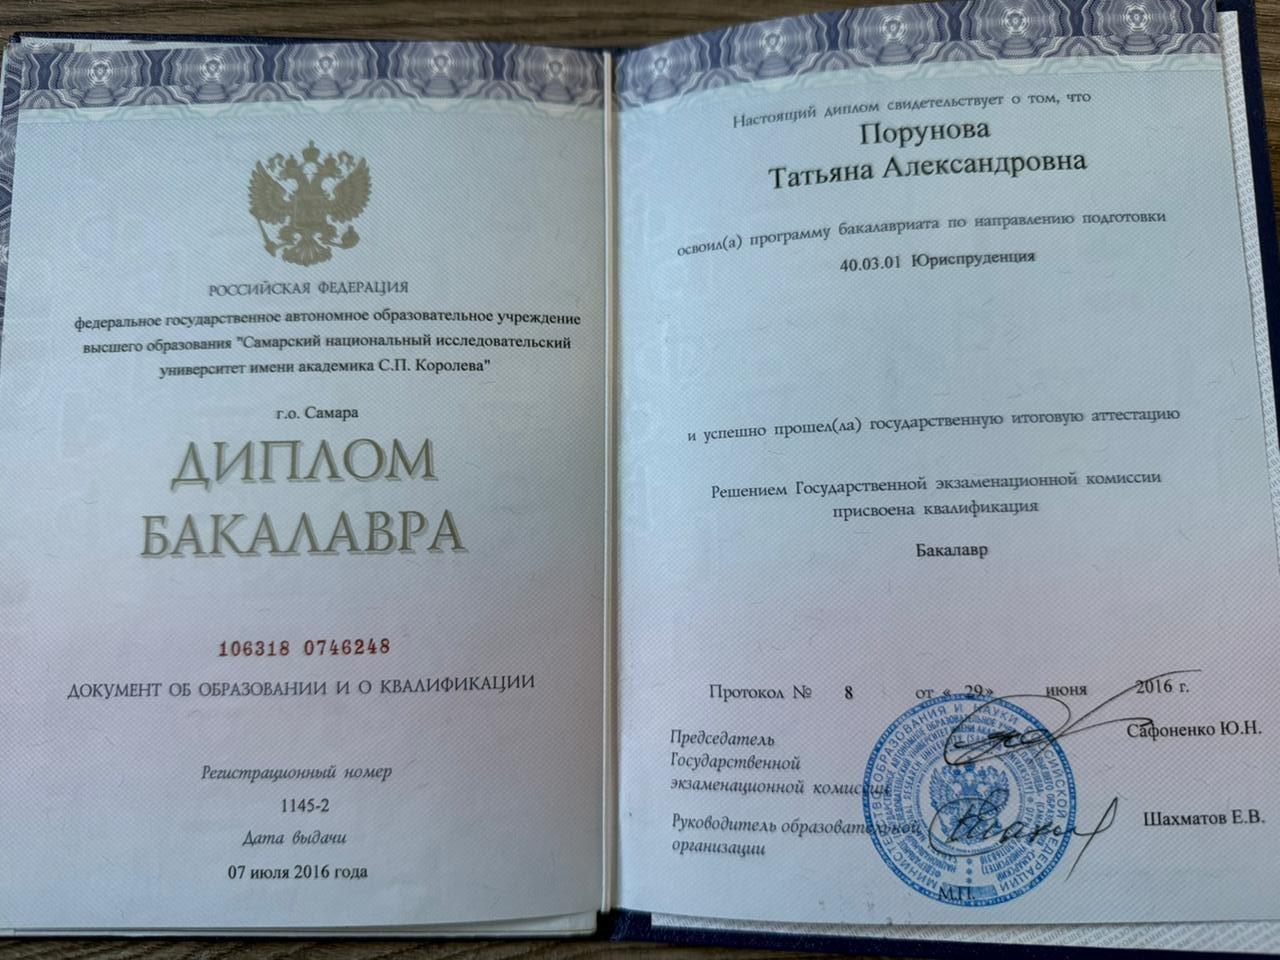 РОССИЙСКАЯ ФЕДЕРАЦИЯ
федеральное государственное автономное образовательное учреждение
высшего образования "Самарский национальный исследовательский
университет имени академика С.П. Королева"
г.о. Самара
ДИПЛОМ
БАКАЛАВРА
106318 0746248
ДОКУМЕНТ ОБ ОБРАЗОВАНИИ И О КВАЛИФИКАЦИИ
Регистрационный номер
1145-2
Дата выдачи
07 июля 2016 года
Настоящий диплом свидетельствует о том, что
Порунова
Татьяна Александровна
освоил(а) программу бакалавриата по направлению подготовки
40.03.01 Юриспруденция
и успешно прошел(ла) государственную итоговую аттестацию
Решением Государственной экзаменационной комиссии
присвоена квалификация
Бакалавр
Протокол № 8 от « 29» июня 2016 г.
Председатель
Государственной
экзаменационной комиссии
Сафоненко Ю.Н.
Руководитель образовательной
организации
Шахматов Е.В.
М.П.